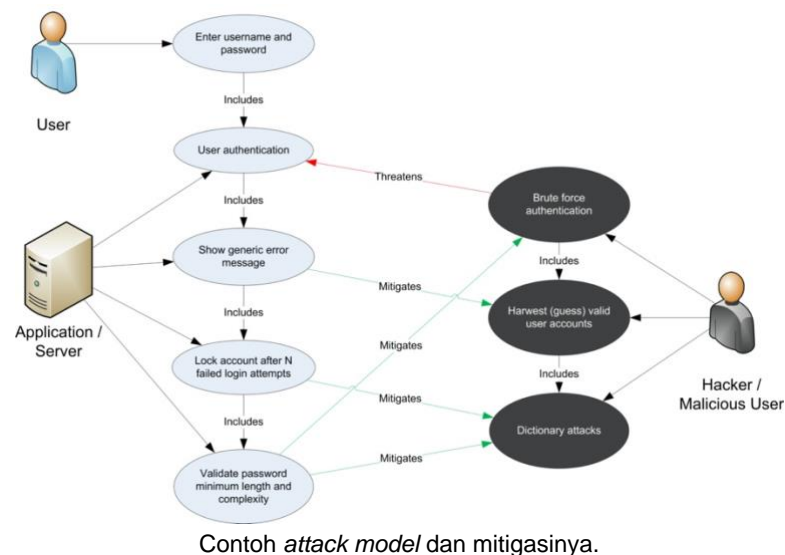 Enter username and
password
User
Includes
User authentication
Threatens
Brute force
authentication
Includes
Show generic error
message
Includes
Mitigates
Harvest (guess) valid
user accounts
Application /
Server
Includes
Mitigates
Includes
Hacker /
Malicious User
Lock account after N
failed login attempts
Mitigates
Includes
Dictionary attacks
Mitigates
Validate password
minimum length and
complexity
Contoh attack model dan mitigasinya.